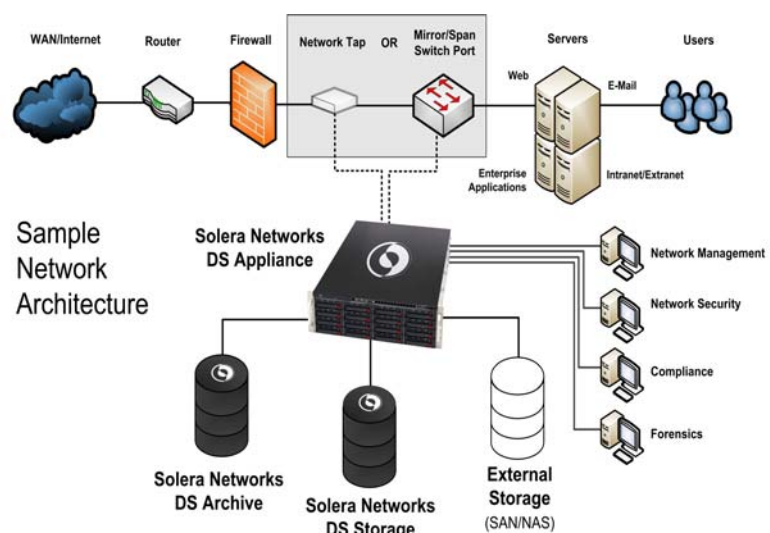 WAN/Internet
Router
Firewall
Network Tap
OR
Mirror/Span
Switch Port
Servers
Users
Web
E-Mail
Enterprise
Applications
Intranet/Extranet
Sample
Network
Architecture
Solera Networks
DS Appliance
Network Management
Network Security
Compliance
Forensics
Solera Networks
DS Archive
Solera Networks
DS Storage
External
Storage
(SAN/NAS)